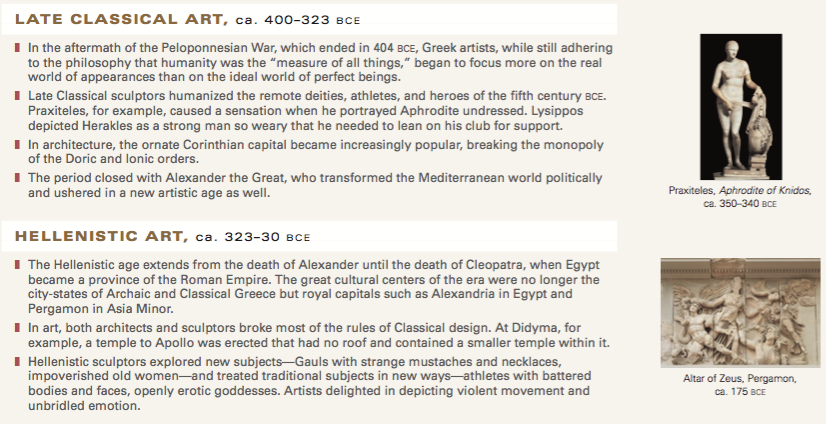 LATE CLASSICAL ART, ca. 400–323 BCE
In the aftermath of the Peloponnesian War, which ended in 404 BCE, Greek artists, while still adhering
to the philosophy that humanity was the “measure of all things,” began to focus more on the real
world of appearances than on the ideal world of perfect beings.
Late Classical sculptors humanized the remote deities, athletes, and heroes of the fifth century BCE.
Praxiteles, for example, caused a sensation when he portrayed Aphrodite undressed. Lysippos
depicted Herakles as a strong man so weary that he needed to lean on his club for support.
In architecture, the ornate Corinthian capital became increasingly popular, breaking the monopoly
of the Doric and Ionic orders.
The period closed with Alexander the Great, who transformed the Mediterranean world politically
and ushered in a new artistic age as well.
Praxiteles, Aphrodite of Knidos,
ca. 350–340 BCE
HELLENISTIC ART, ca. 323–30 BCE
The Hellenistic age extends from the death of Alexander until the death of Cleopatra, when Egypt
became a province of the Roman Empire. The great cultural centers of the era were no longer the
city-states of Archaic and Classical Greece but royal capitals such as Alexandria in Egypt and
Pergamon in Asia Minor.
In art, both architects and sculptors broke most of the rules of Classical design. At Didyma, for
example, a temple to Apollo was erected that had no roof and contained a smaller temple within it.
Hellenistic sculptors explored new subjects—Gauls with strange mustaches and necklaces,
impoverished old women—and treated traditional subjects in new ways—athletes with battered
bodies and faces, openly erotic goddesses. Artists delighted in depicting violent movement and
unbridled emotion.
Altar of Zeus, Pergamon,
ca. 175 BCE